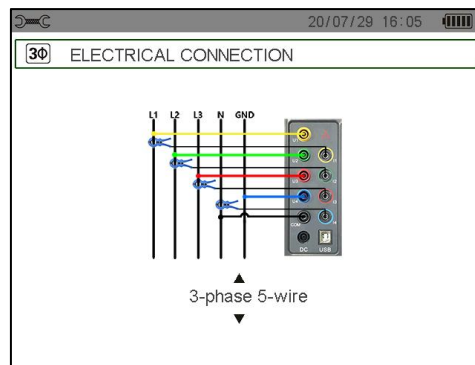 20/07/29 16:05
3Φ ELECTRICAL CONNECTION
L1 L2 L3 N GND
COM
DC USB
3-phase 5-wire